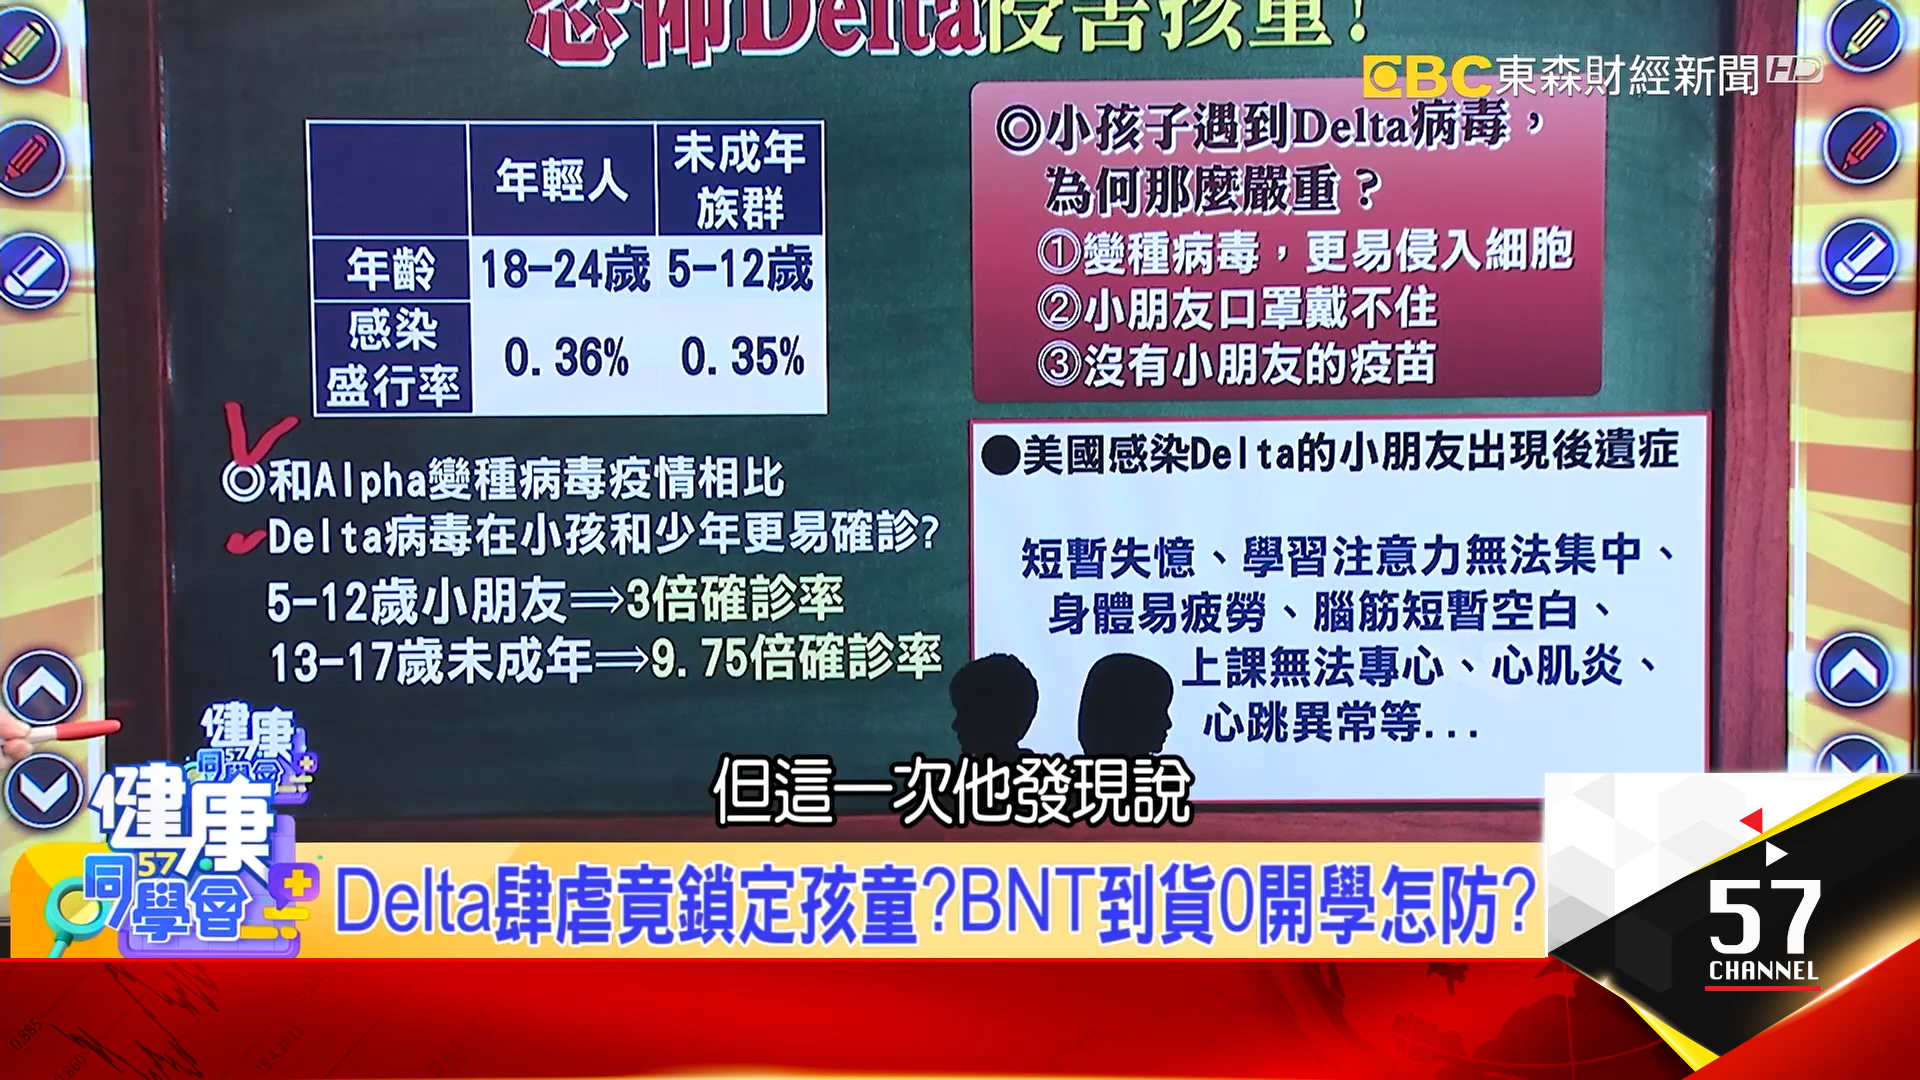 恐怖Delta侵害孩童!
EBC東森財經新聞HD
年輕人
未成年
族群
年齡
18-24歲
5-12歲
感染
盛行率
0.36%
0.35%
◎和Alpha變種病毒疫情相比
Delta病毒在小孩和少年更易確診?
5-12歲小朋友⇒3倍確診率
13-17歲未成年⇒9.75倍確診率
◎小孩子遇到Delta病毒，
為何那麼嚴重？
①變種病毒，更易侵入細胞
②小朋友口罩戴不住
③沒有小朋友的疫苗
●美國感染Delta的小朋友出現後遺症
短暫失憶、學習注意力無法集中、
身體易疲勞、腦筋短暫空白、
上課無法專心、心肌炎、
心跳異常等...
但這一次他發現說
健康
57
同學會
健康
57
同學會
Delta肆虐竟鎖定孩童?BNT到貨0開學怎防?
57
CHANNEL